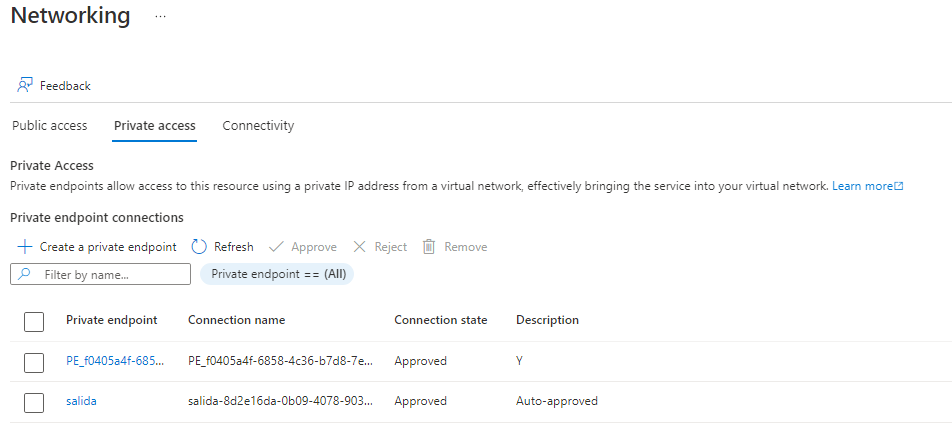 Networking ...
Feedback
Public access Private access Connectivity
Private Access
Private endpoints allow access to this resource using a private IP address from a virtual network, effectively bringing the service into your virtual network. Learn more
Private endpoint connections
Create a private endpoint Refresh Approve Reject Remove
Filter by name... Private endpoint == (All)
Private endpoint Connection name Connection state Description
PE_f0405a4f-685... PE_f0405a4f-6858-4c36-b7d8-7e... Approved Y
salida salida-8d2e16da-0b09-4078-903... Approved Auto-approved